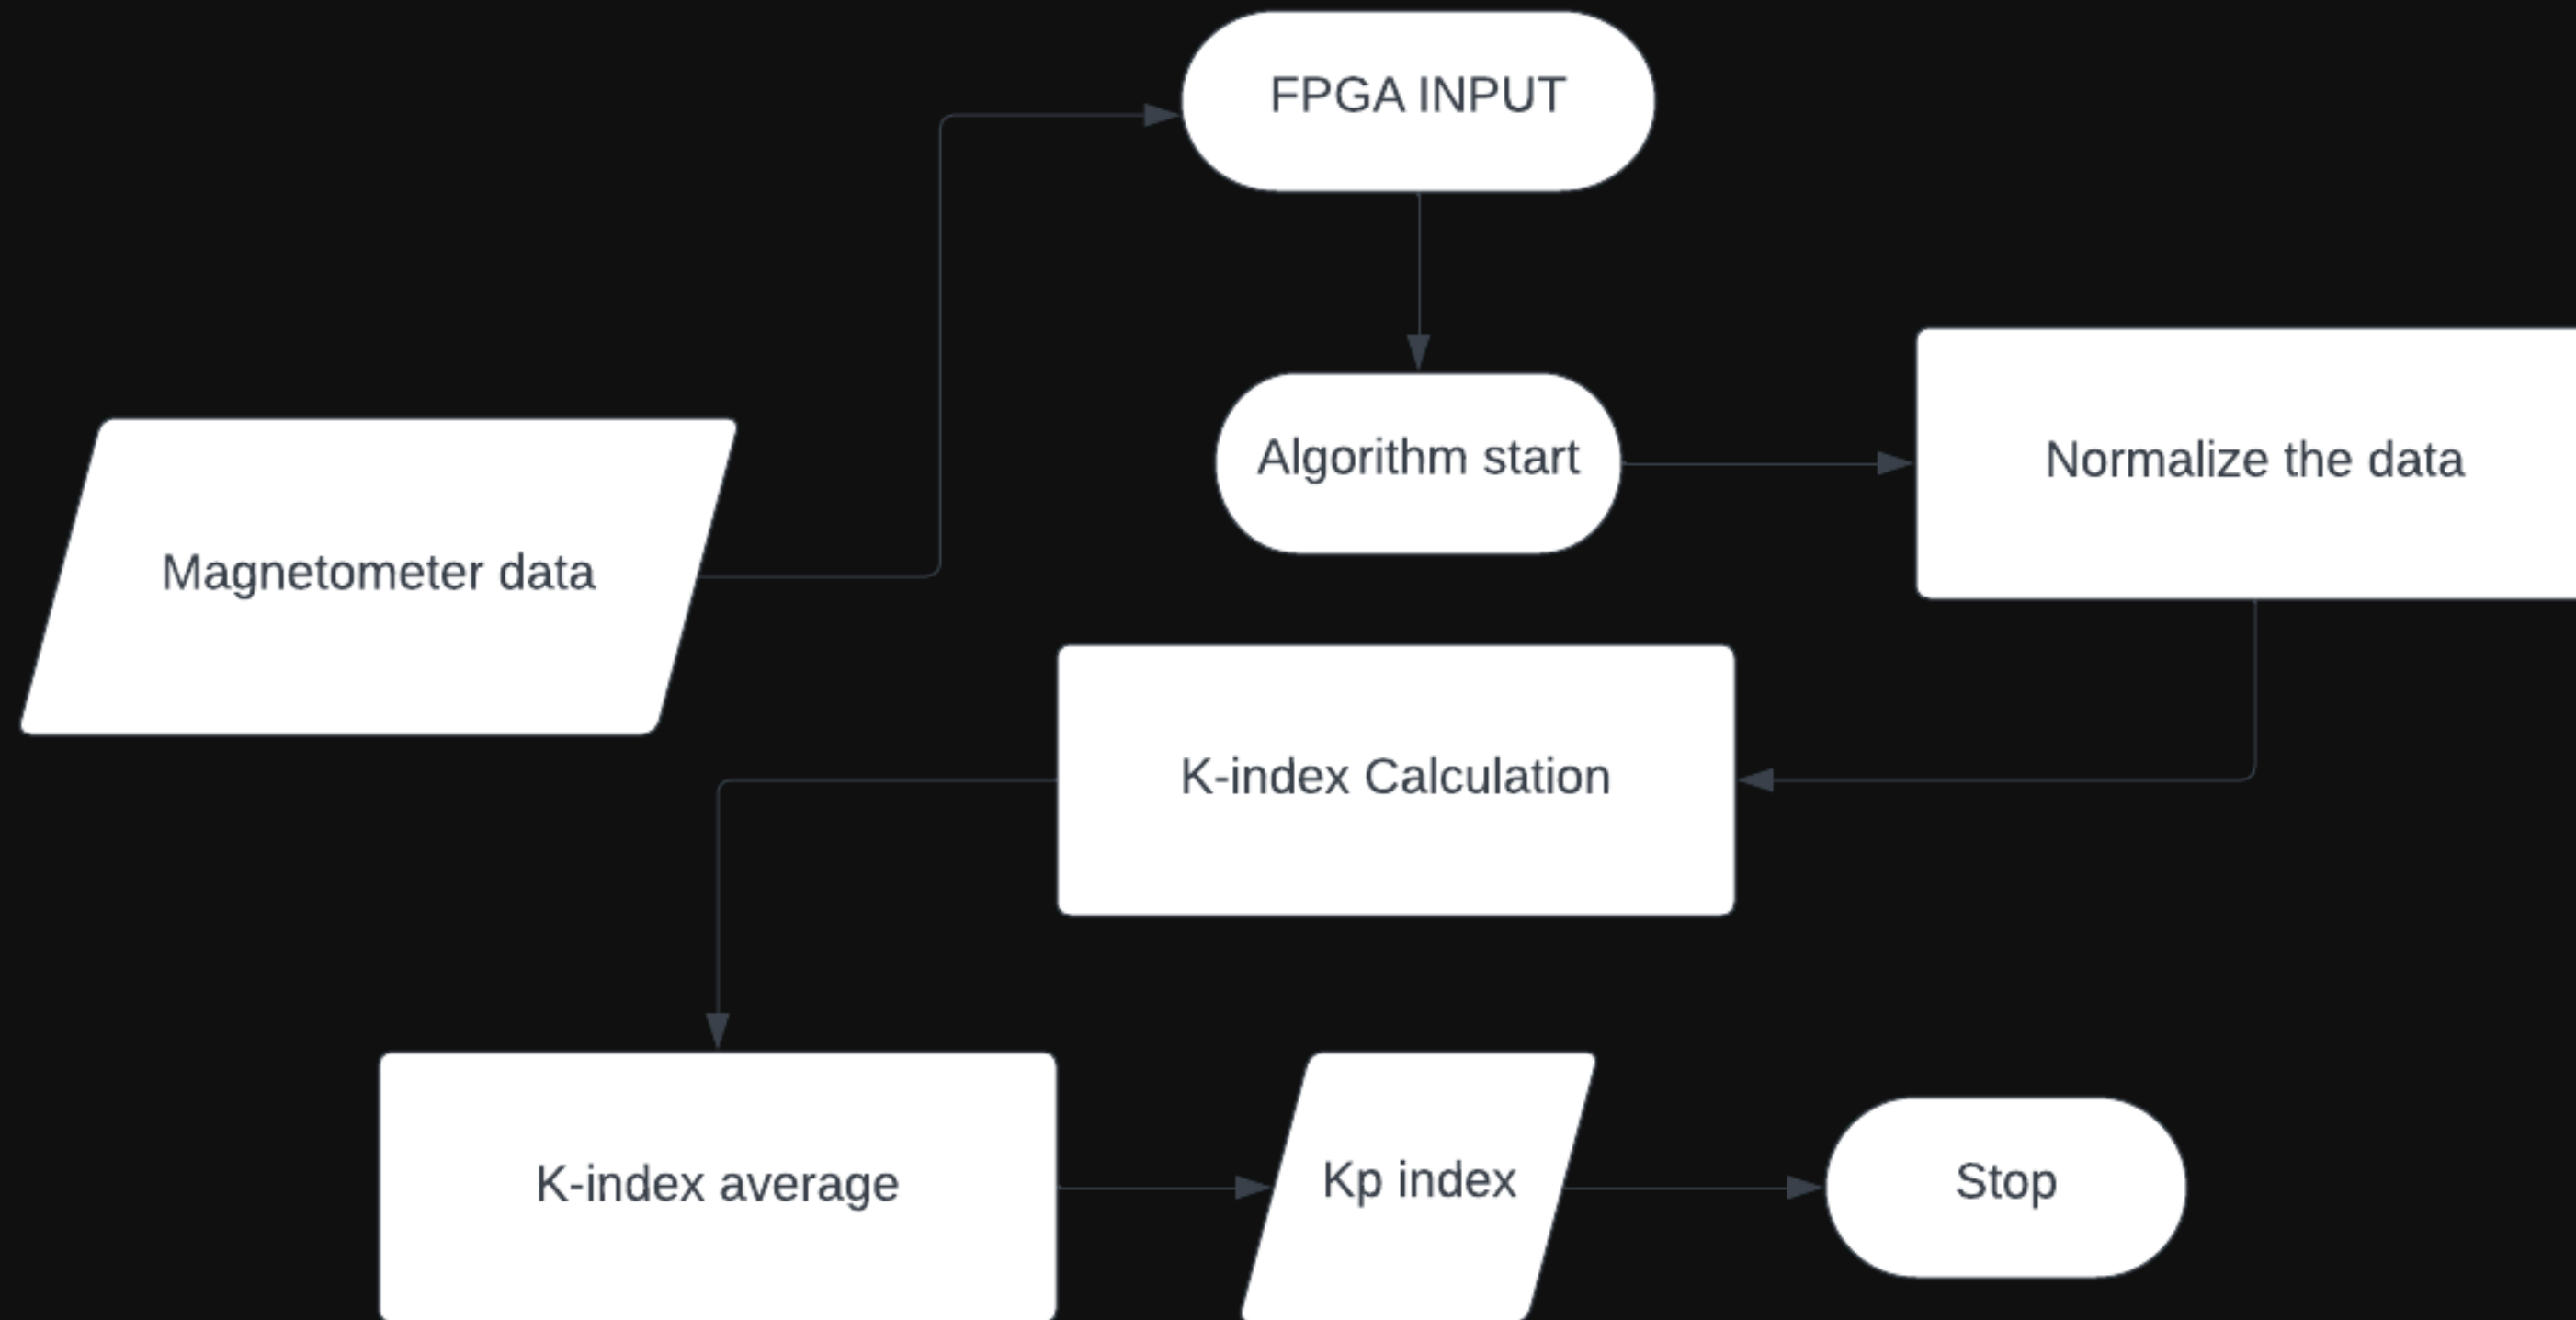 FPGA INPUT
Algorithm start
Normalize the data
Magnetometer data
K-index Calculation
K-index average
Kp index
Stop